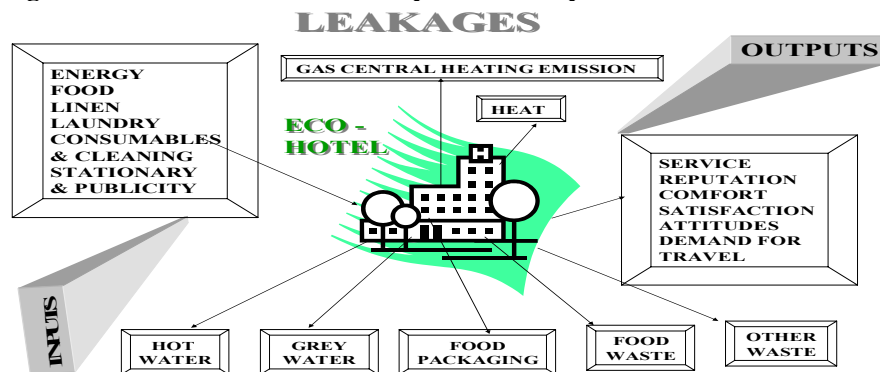 LEAKAGES
OUTPUTS
GAS CENTRAL HEATING EMISSION
ENERGY
FOOD
LINEN
LAUNDRY
CONSUMABLES
& CLEANING
STATIONARY
& PUBLICITY
HEAT
ECO -
HOTEL
H
SERVICE
REPUTATION
COMFORT
SATISFACTION
ATTITUDES
DEMAND FOR
TRAVEL
INPUTS
HOT
WATER
GREY
WATER
FOOD
PACKAGING
FOOD
WASTE
OTHER
WASTE